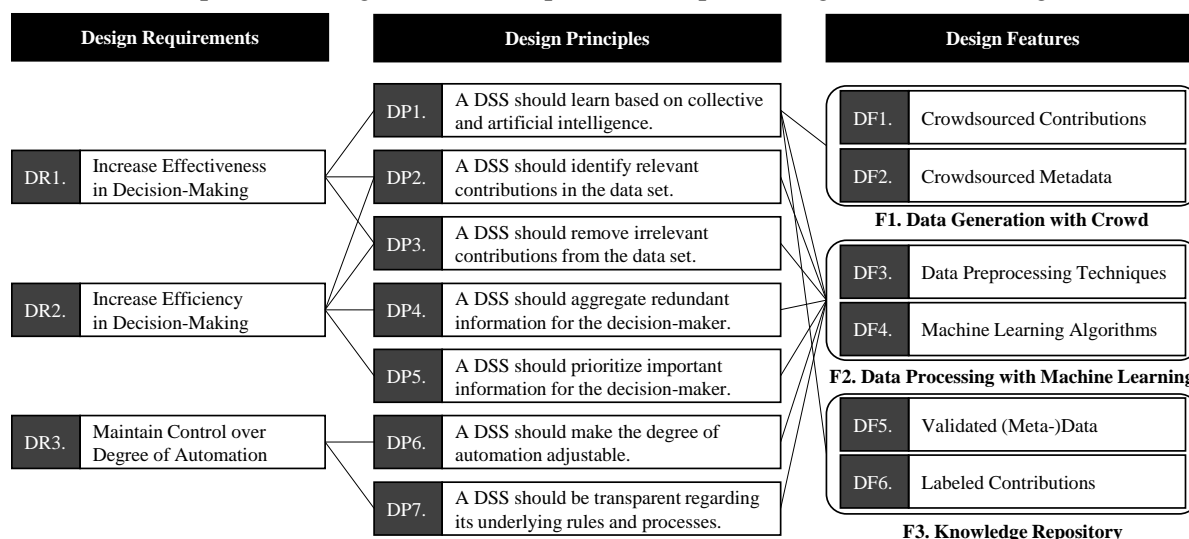 Design Requirements
Design Principles
Design Features
DR1.
Increase Effectiveness
in Decision-Making
DR2.
Increase Efficiency
in Decision-Making
DR3.
Maintain Control over
Degree of Automation
DP1.
A DSS should learn based on collective
and artificial intelligence.
DP2.
A DSS should identify relevant
contributions in the data set.
DP3.
A DSS should remove irrelevant
contributions from the data set.
DP4.
A DSS should aggregate redundant
information for the decision-maker.
DP5.
A DSS should prioritize important
information for the decision-maker.
DP6.
A DSS should make the degree of
automation adjustable.
DP7.
A DSS should be transparent regarding
its underlying rules and processes.
DF1.
Crowdsourced Contributions
DF2.
Crowdsourced Metadata
F1. Data Generation with Crowd
DF3.
Data Preprocessing Techniques
DF4.
Machine Learning Algorithms
F2. Data Processing with Machine Learning
DF5.
Validated (Meta-)Data
DF6.
Labeled Contributions
F3. Knowledge Repository